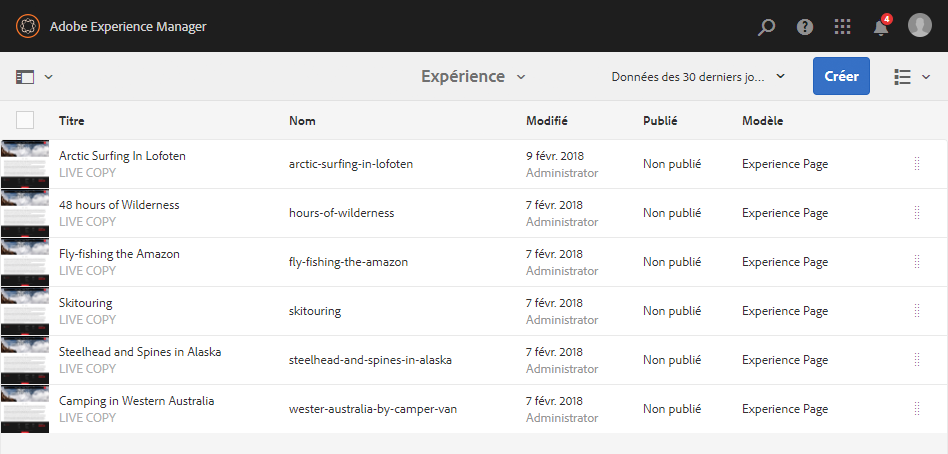 Adobe Experience Manager
4
Expérience
Données des 30 derniers jo...
Créer
Titre Nom Modifié Publié Modèle
Arctic Surfing In Lofoten
LIVE COPY
arctic-surfing-in-lofoten
9 févr. 2018
Administrator
Non publié
Experience Page
48 hours of Wilderness
LIVE COPY
hours-of-wilderness
7 févr. 2018
Administrator
Non publié
Experience Page
Fly-fishing the Amazon
LIVE COPY
fly-fishing-the-amazon
7 févr. 2018
Administrator
Non publié
Experience Page
Skitouring
LIVE COPY
skitouring
7 févr. 2018
Administrator
Non publié
Experience Page
Steelhead and Spines in Alaska
LIVE COPY
steelhead-and-spines-in-alaska
7 févr. 2018
Administrator
Non publié
Experience Page
Camping in Western Australia
LIVE COPY
wester-australia-by-camper-van
7 févr. 2018
Administrator
Non publié
Experience Page